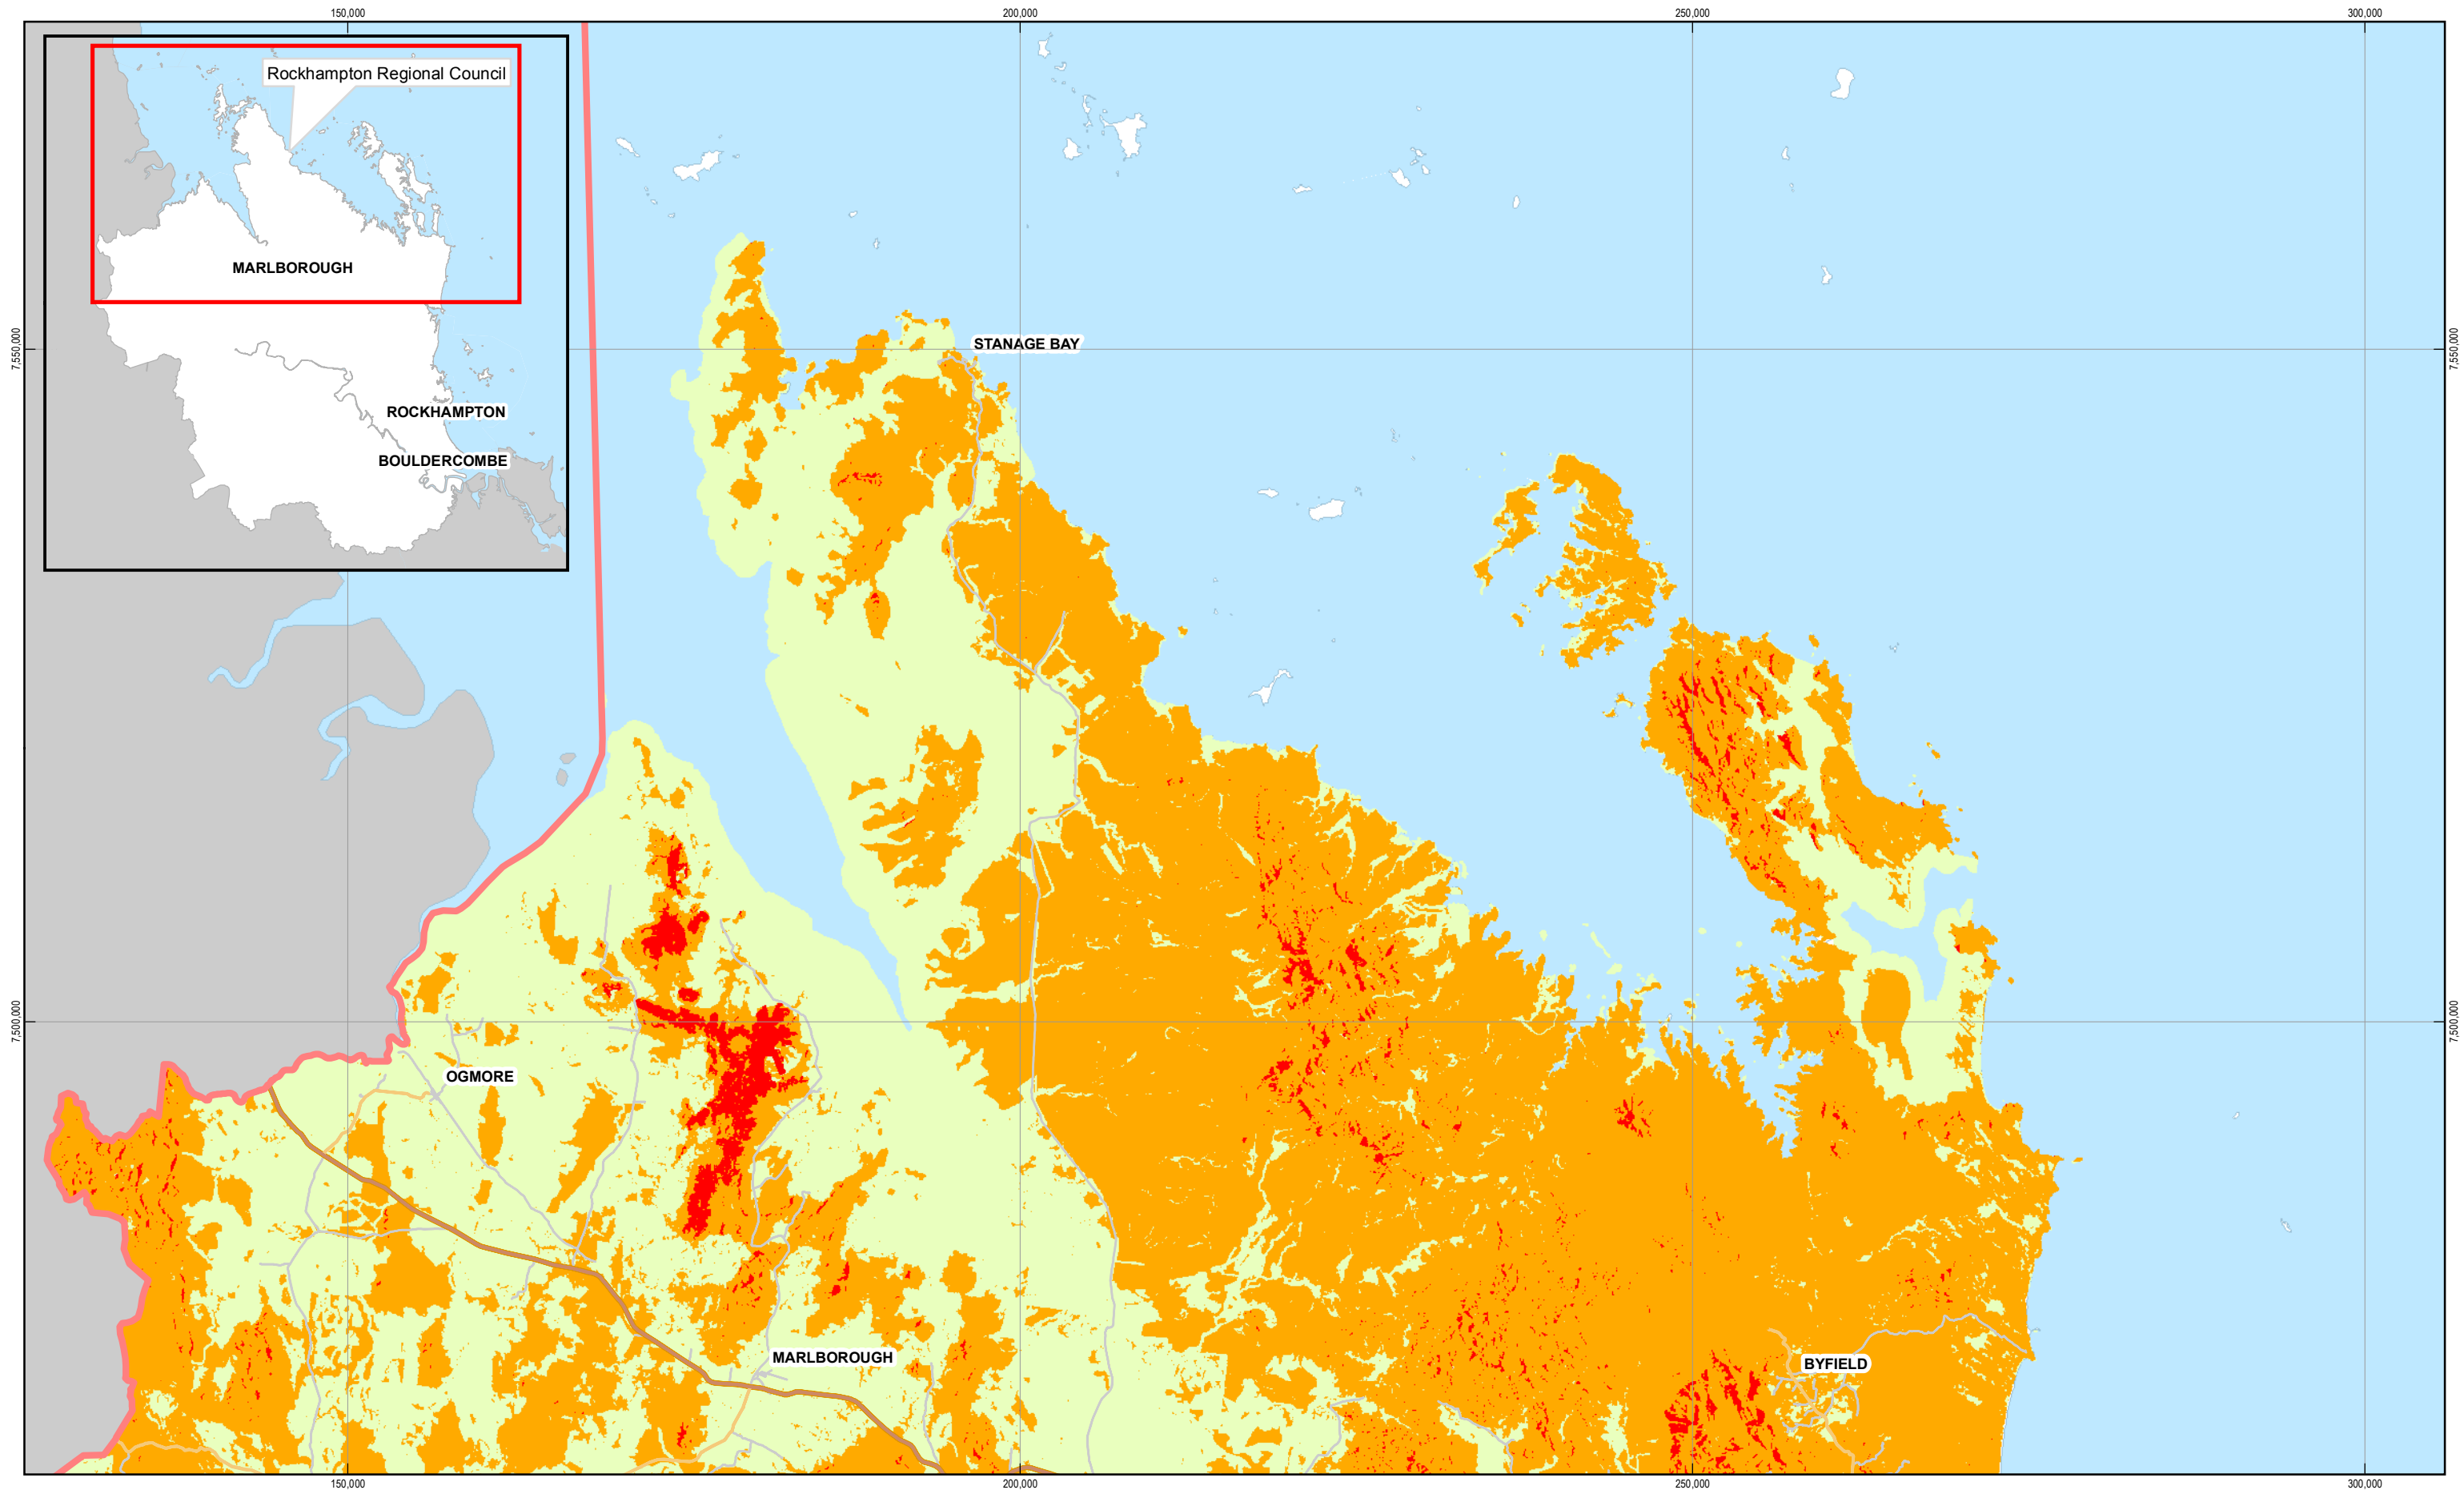 150,000
200,000
250,000
300,000
Rockhampton Regional Council
MARLBOROUGH
ROCKHAMPTON
BOULDERCOMBE
7,550,000
STANAGE BAY
7,550,000
7,500,000
7,500,000
OGMORE
MARLBOROUGH
BYFIELD
150,000
200,000
250,000
300,000